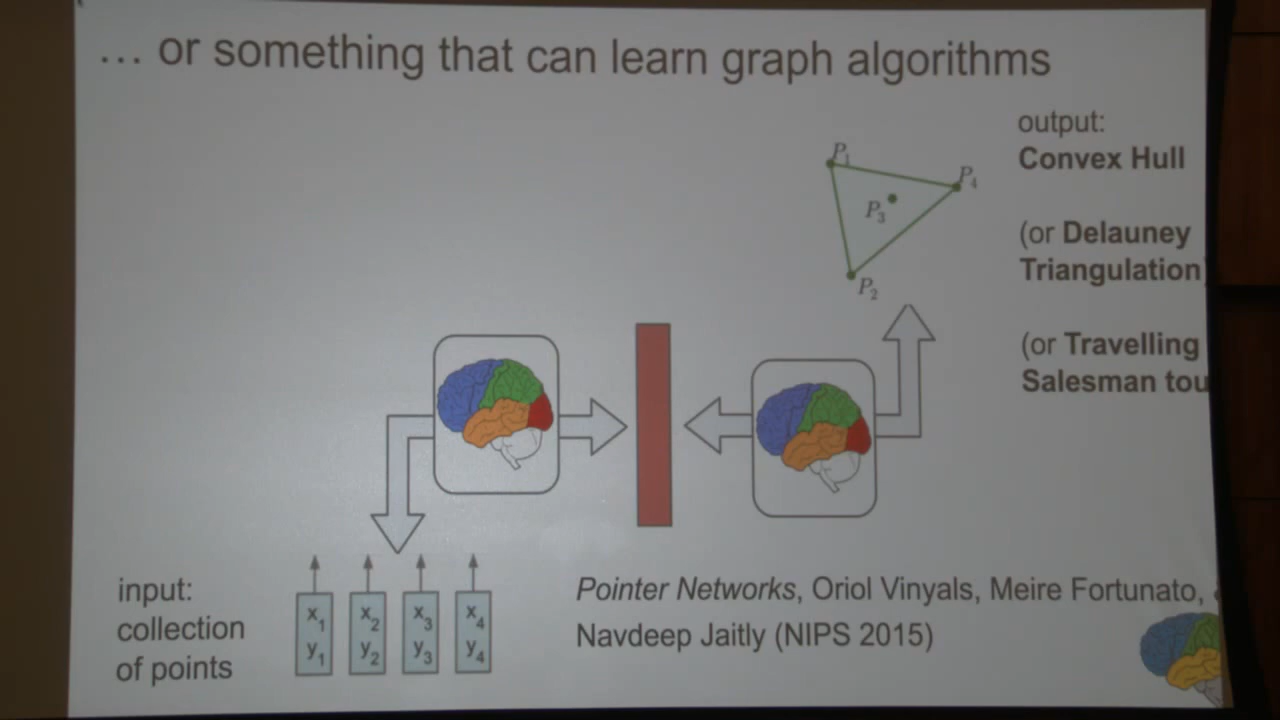 ... or something that can learn graph algorithms
output:
Convex Hull
(or Delauney
Triangulation
(or Travelling
Salesman tou
P1
P4
P3
P2
input:
collection
of points
x1
y1
x2
y2
x3
y3
x4
y4
Pointer Networks, Oriol Vinyals, Meire Fortunato,
Navdeep Jaitly (NIPS 2015)